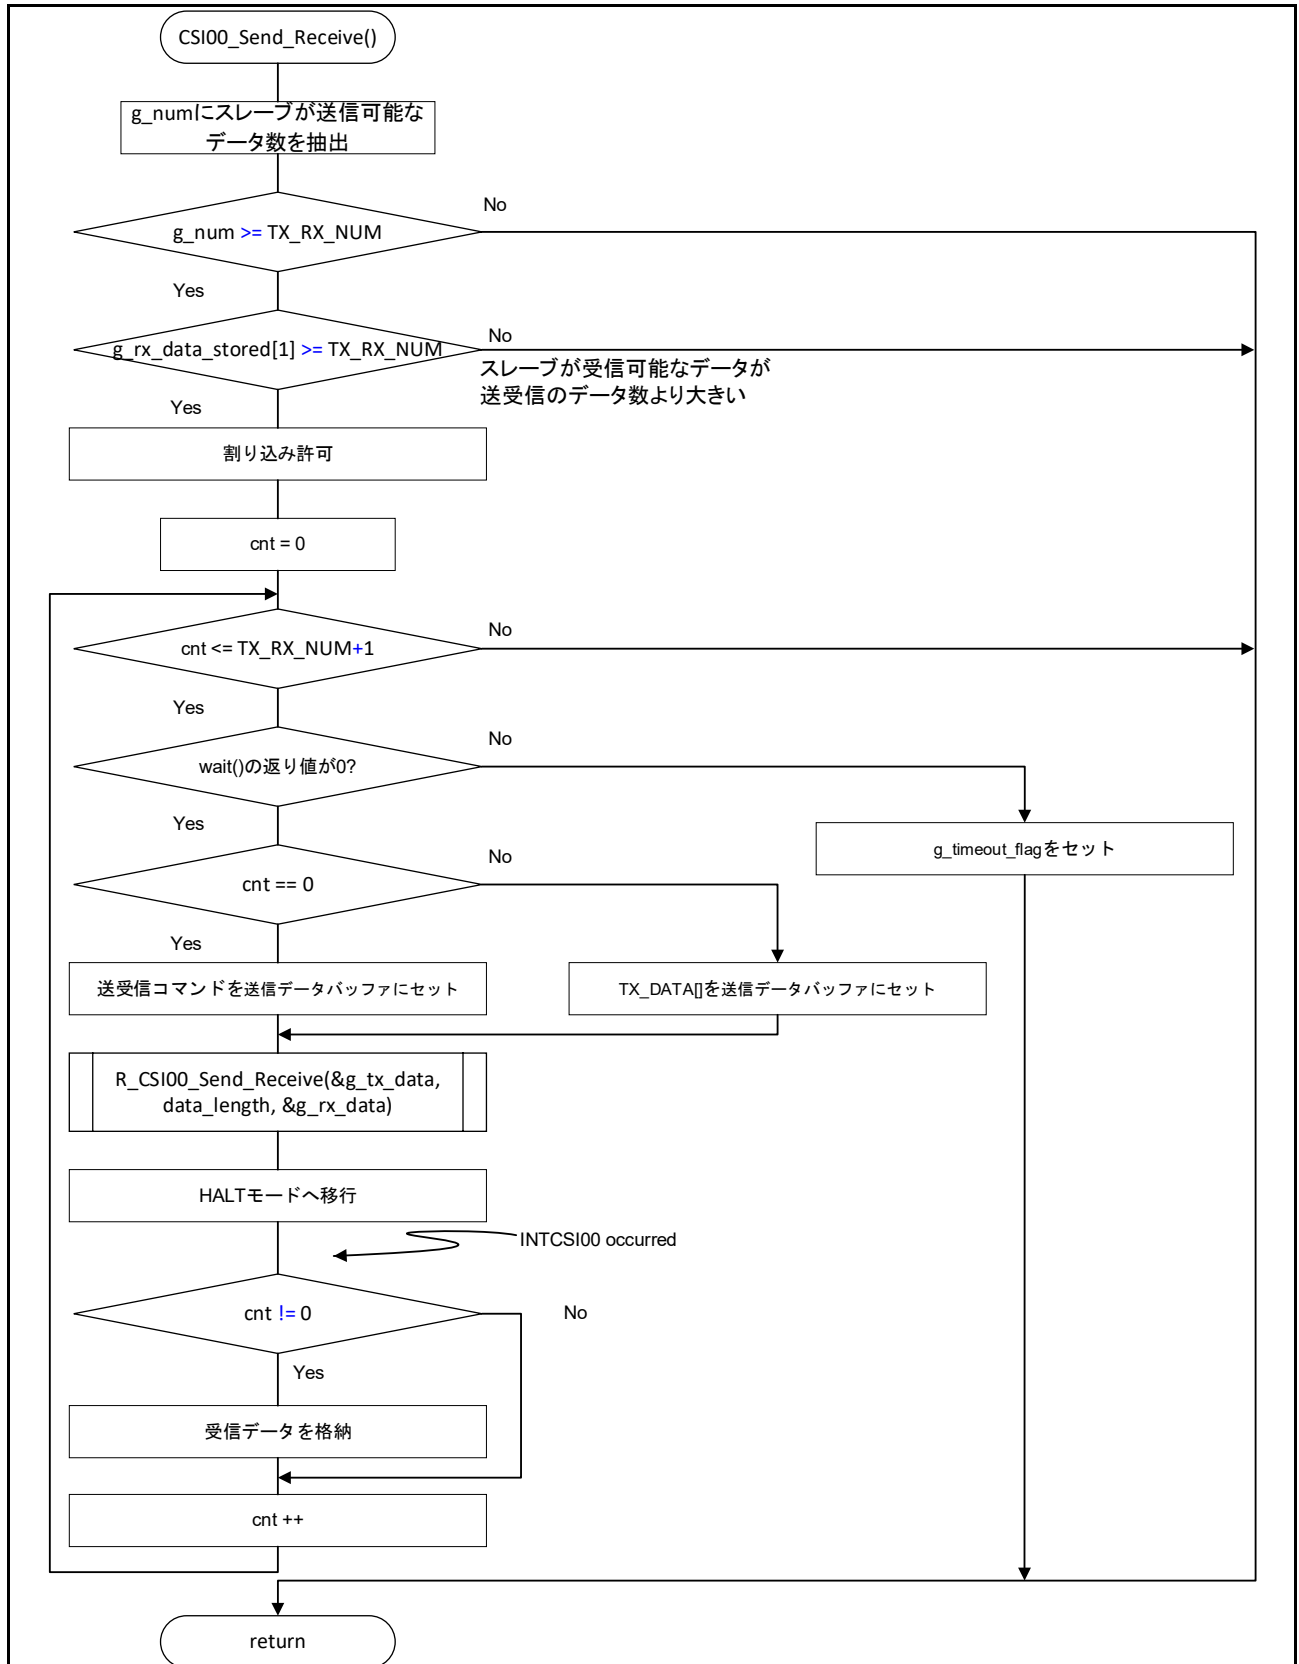 CSI00_Send_Receive()
g_numにスレーブが送信可能な
データ数を抽出
No
g_num >= TX_RX_NUM
Yes
No
g_rx_data_stored[1] >= TX_RX_NUM
スレーブが受信可能なデータが
送受信のデータ数より大きい
Yes
割り込み許可
cnt = 0
No
cnt <= TX_RX_NUM+1
Yes
No
wait()の返り値が0?
Yes
g_timeout_flagをセット
No
cnt == 0
Yes
送受信コマンドを送信データバッファにセット
TX_DATA[]を送信データバッファにセット
R_CSI00_Send_Receive(&g_tx_data,
data_length, &g_rx_data)
HALTモードへ移行
INTCSI00 occurred
cnt != 0
No
Yes
受信データを格納
cnt ++
return